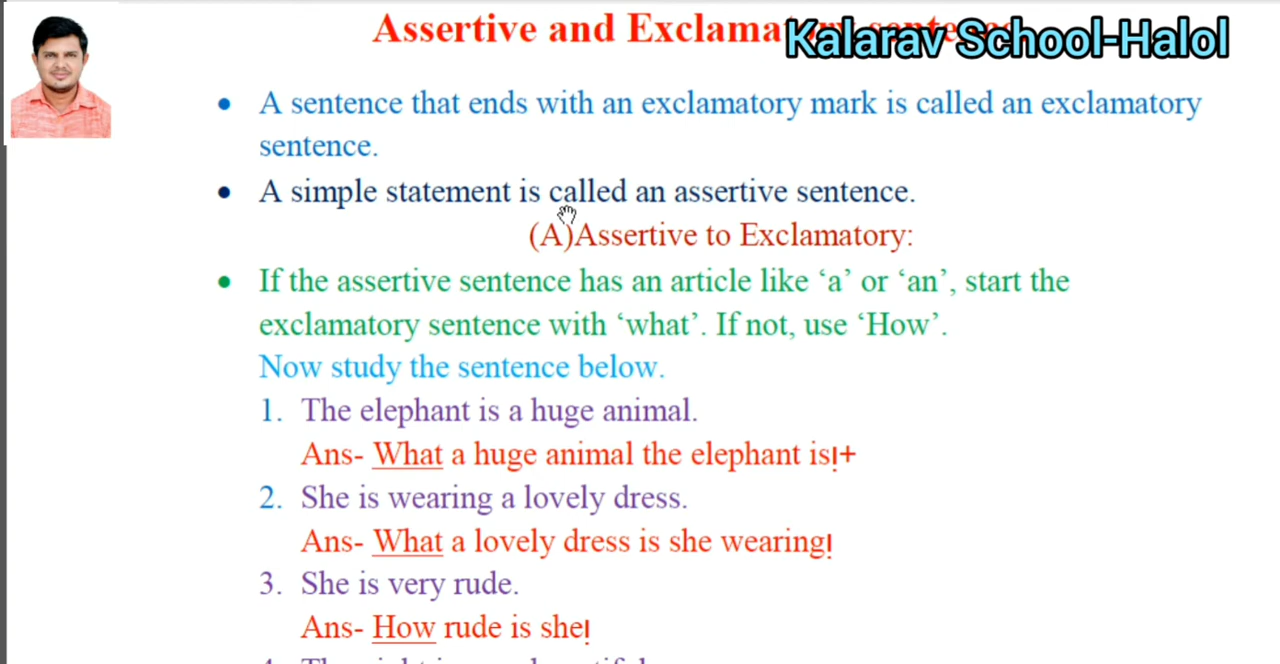 Assertive and Exclama
Kalarav School-Halol
• A sentence that ends with an exclamatory mark is called an exclamatory
sentence.
• A simple statement is called an assertive sentence.
(A)Assertive to Exclamatory:
• If the assertive sentence has an article like ‘a’ or ‘an’, start the
exclamatory sentence with ‘what’. If not, use ‘How’.
Now study the sentence below.
1. The elephant is a huge animal.
Ans- What a huge animal the elephant is!+
2. She is wearing a lovely dress.
Ans- What a lovely dress is she wearing!
3. She is very rude.
Ans- How rude is she!